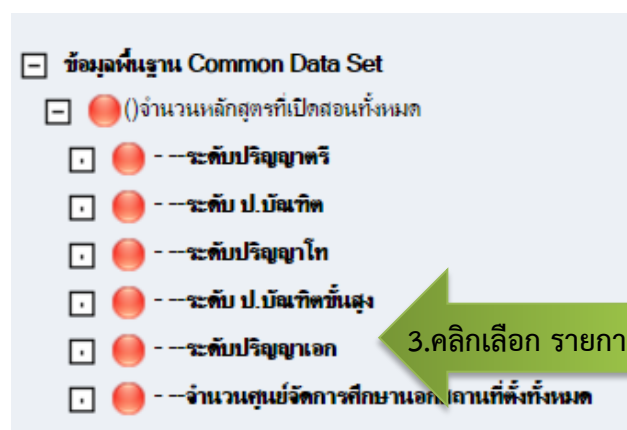 ข้อมูลพื้นฐาน Common Data Set
()จำนวนหลักสูตรที่เปิดสอนทั้งหมด
- ---ระดับปริญญาตรี
- ---ระดับ ป.บัณฑิต
- ---ระดับปริญญาโท
- ---ระดับ ป.บัณฑิตชั้นสูง
3.คลิกเลือก รายกา
- ---ระดับปริญญาเอก
- ---จำนวนศูนย์จัดการศึกษานอกสถานที่ตั้งทั้งหมด